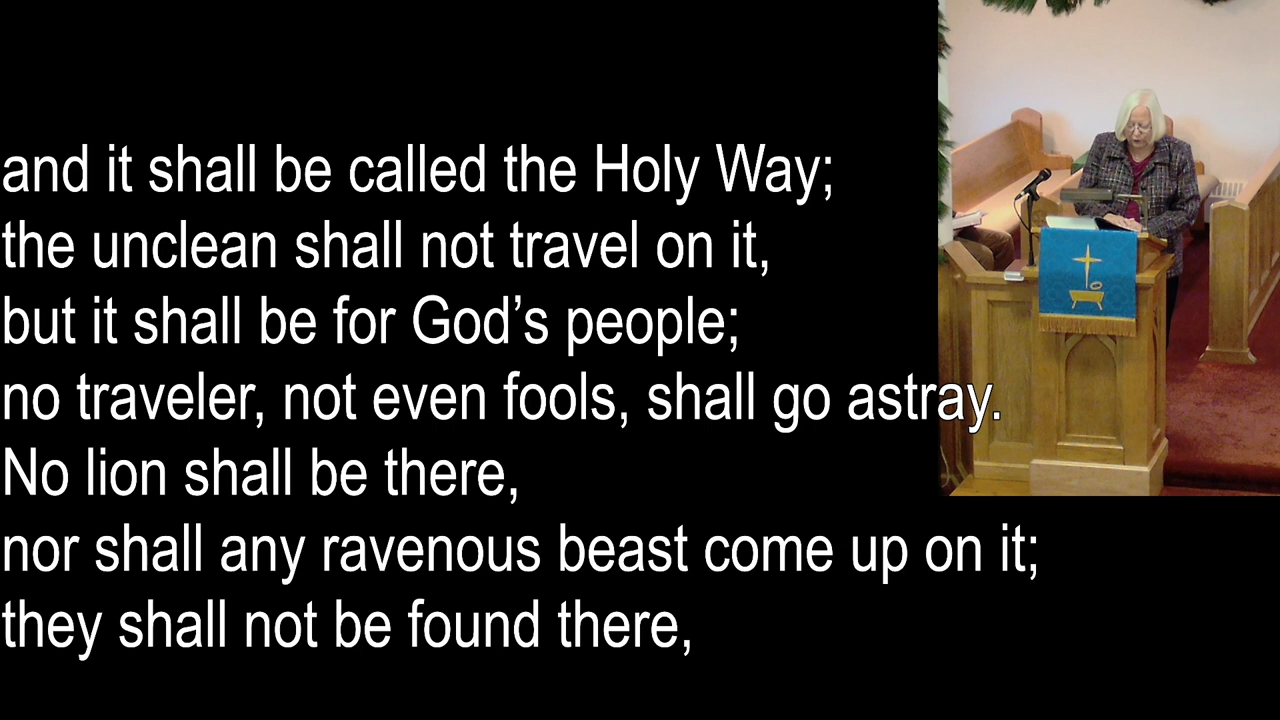 and it shall be called the Holy Way;
the unclean shall not travel on it,
but it shall be for God’s people;
no traveler, not even fools, shall go astray.
No lion shall be there,
nor shall any ravenous beast come up on it;
they shall not be found there,